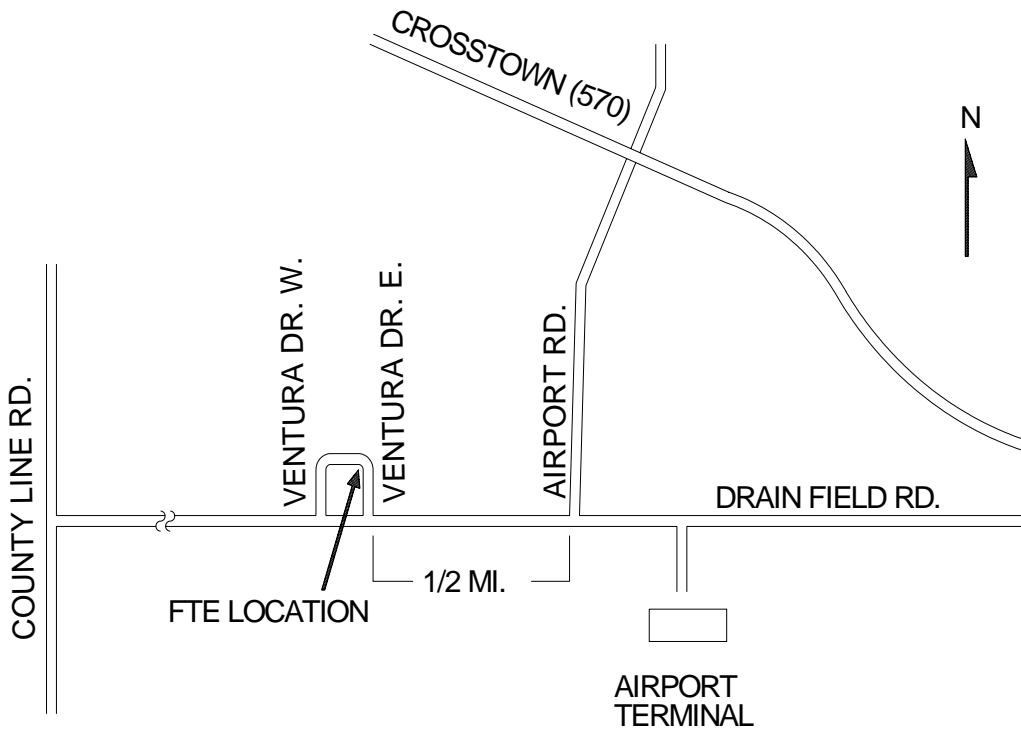 CROSSTOWN (570)
N
COUNTY LINE RD.
VENTURA DR. W.
VENTURA DR. E.
AIRPORT RD.
DRAIN FIELD RD.
1/2 MI.
FTE LOCATION
AIRPORT
TERMINAL